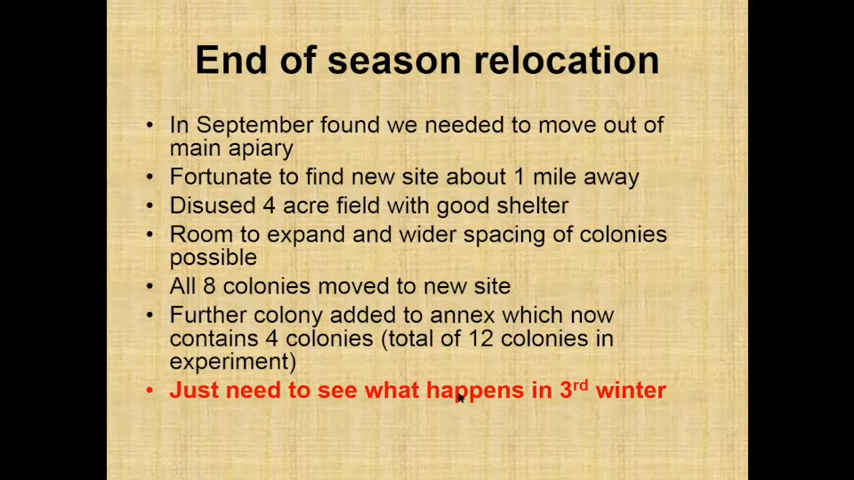 End of season relocation
• In September found we needed to move out of
main apiary
• Fortunate to find new site about 1 mile away
• Disused 4 acre field with good shelter
• Room to expand and wider spacing of colonies
possible
• All 8 colonies moved to new site
• Further colony added to annex which now
contains 4 colonies (total of 12 colonies in
experiment)
• Just need to see what happens in 3rd winter